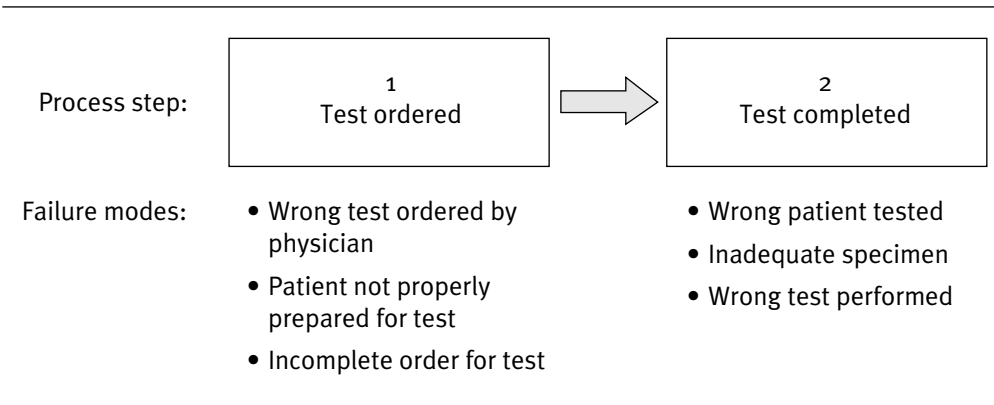 Process step:
1
Test ordered
2
Test completed
Failure modes:
• Wrong test ordered by
physician
• Patient not properly
prepared for test
• Incomplete order for test
• Wrong patient tested
• Inadequate specimen
• Wrong test performed